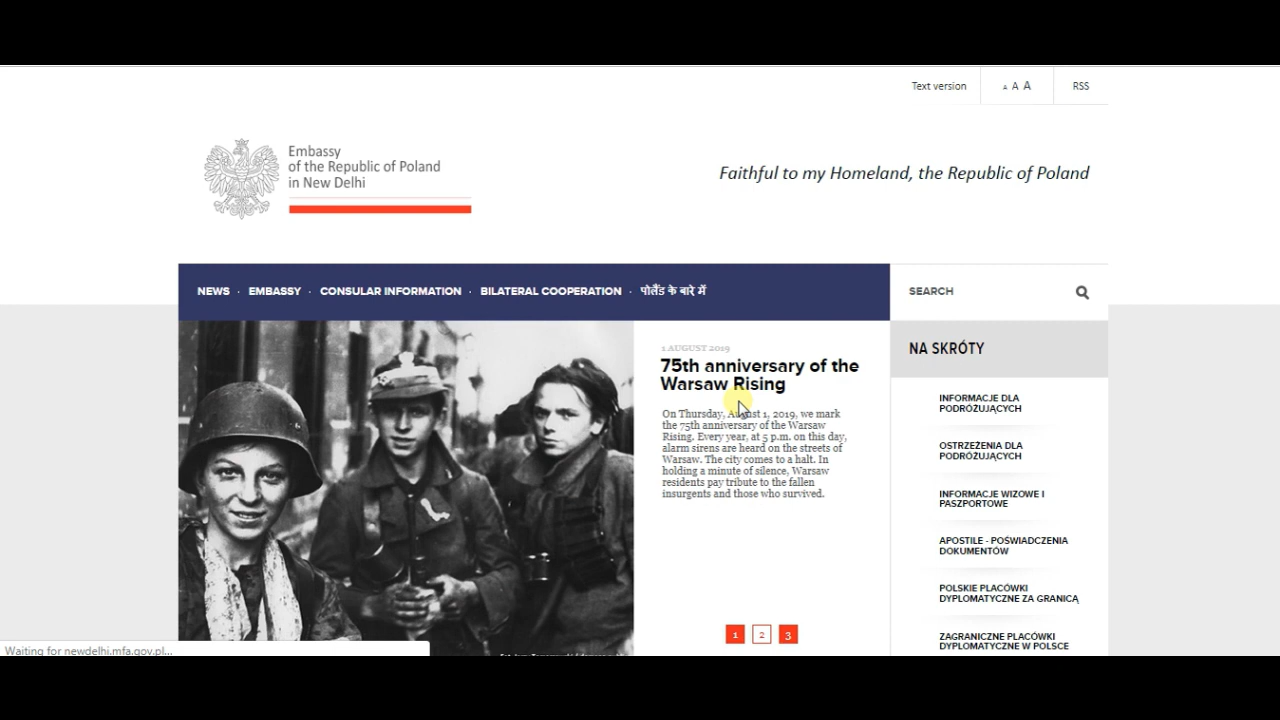 Text version
A A A
RSS
Embassy
of the Republic of Poland
in New Delhi
Faithful to my Homeland, the Republic of Poland
NEWS · EMBASSY · CONSULAR INFORMATION · BILATERAL COOPERATION · पोलैंड के बारे में
SEARCH
1 AUGUST 2019
75th anniversary of the
Warsaw Rising
On Thursday, August 1, 2019, we mark
the 75th anniversary of the Warsaw
Rising. Every year, at 5 p.m. on this day,
alarm sirens are heard on the streets of
Warsaw. The city comes to a halt. In
holding a minute of silence, Warsaw
residents pay tribute to the fallen
insurgents and those who survived.
1 2 3
NA SKRÓTY
INFORMACJE DLA
PODRÓŻUJĄCYCH
OSTRZEŻENIA DLA
PODRÓŻUJĄCYCH
INFORMACJE WIZOWE I
PASZPORTOWE
APOSTILE - POŚWIADCZENIA
DOKUMENTÓW
POLSKIE PLACÓWKI
DYPLOMATYCZNE ZA GRANICĄ
ZAGRANICZNE PLACÓWKI
DYPLOMATYCZNE W POLSCE
Waiting for newdelhi.mfa.gov.pl...